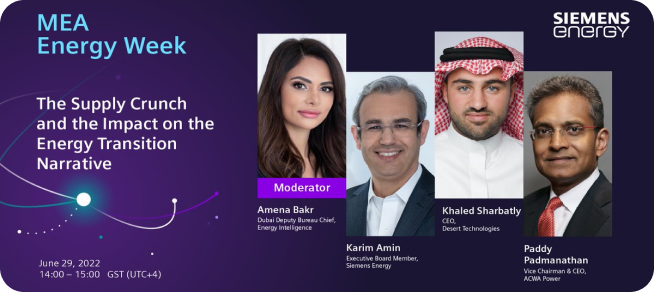 MEA
Energy Week
SIEMENS
energy
The Supply Crunch
and the Impact on the
Energy Transition
Narrative
June 29, 2022
14:00 – 15:00 GST (UTC+4)
Moderator
Amena Bakr
Dubai Deputy Bureau Chief,
Energy Intelligence
Karim Amin
Executive Board Member,
Siemens Energy
Khaled Sharbatly
CEO,
Desert Technologies
Paddy
Padmanathan
Vice Chairman & CEO,
ACWA Power